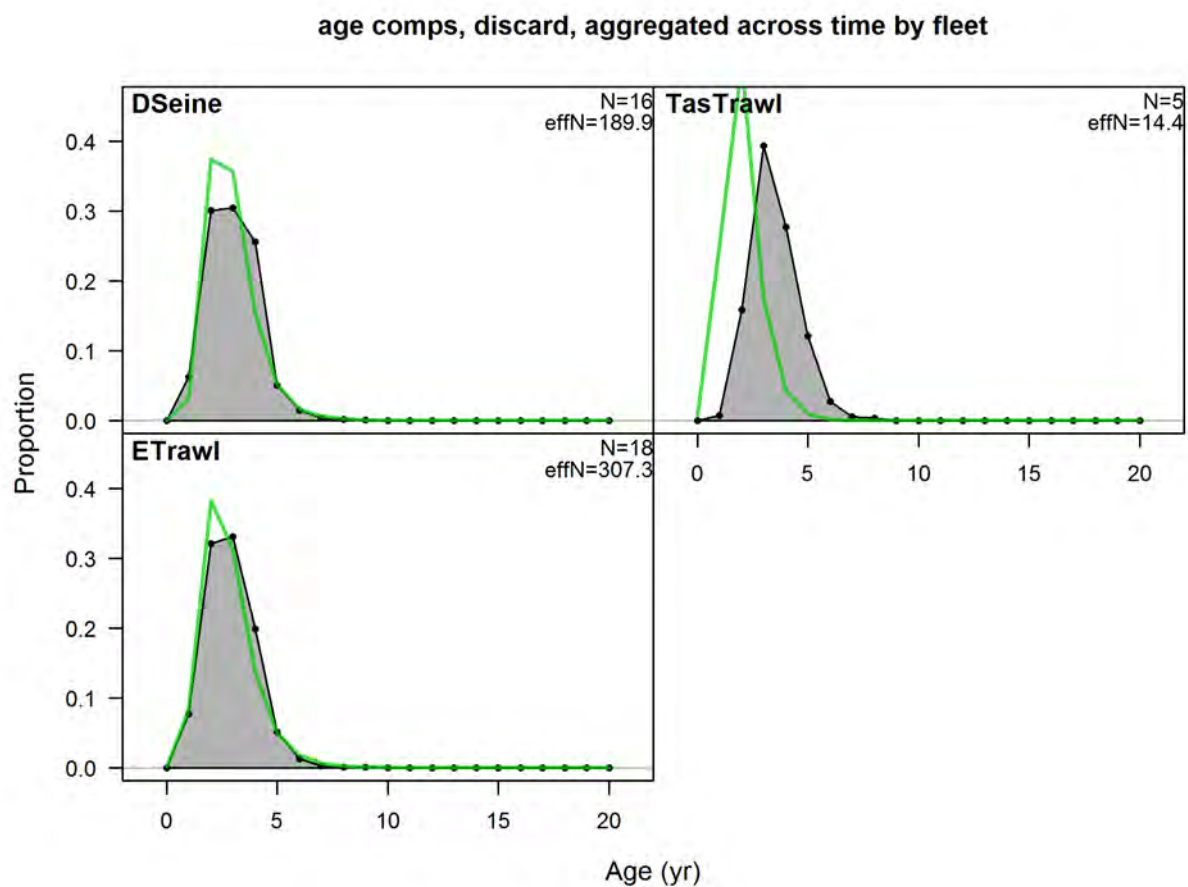 age comps, discard, aggregated across time by fleet
DSeine
N=16
effN=189.9
TasTrawl
N=5
effN=14.4
0.4
0.3
0.2
0.1
0.0
ETrawl
N=18
effN=307.3
0 5 10 15 20
0.4
0.3
0.2
0.1
0.0
0 5 10 15 20
Proportion
Age (yr)